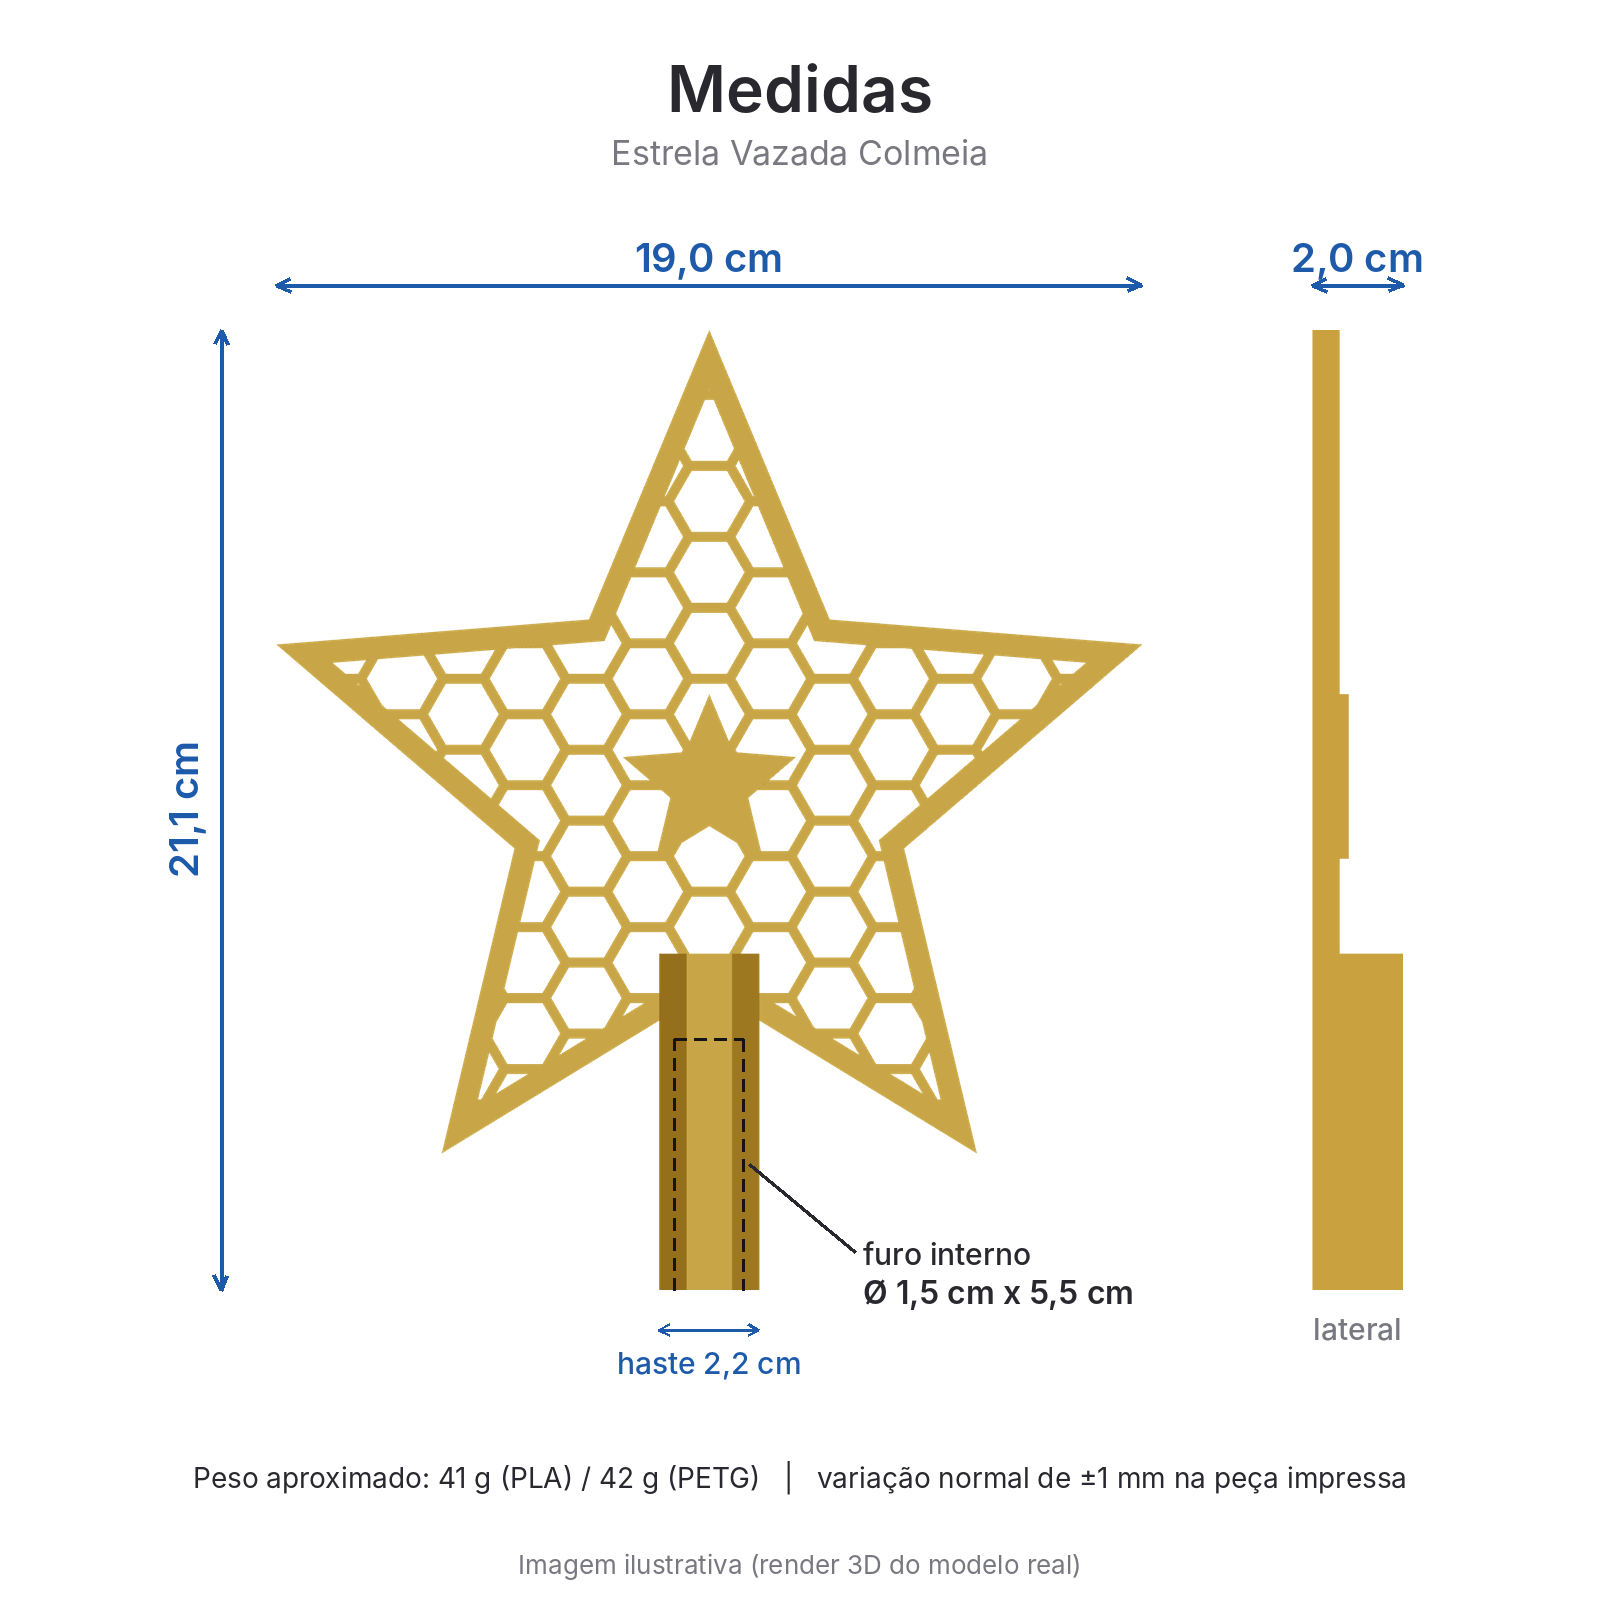 Medidas
Estrela Vazada Colmeia
19,0 cm
2,0 cm
21,1 cm
furo interno
Ø 1,5 cm x 5,5 cm
lateral
haste 2,2 cm
Peso aproximado: 41 g (PLA) / 42 g (PETG) | variação normal de ±1 mm na peça impressa
Imagem ilustrativa (render 3D do modelo real)